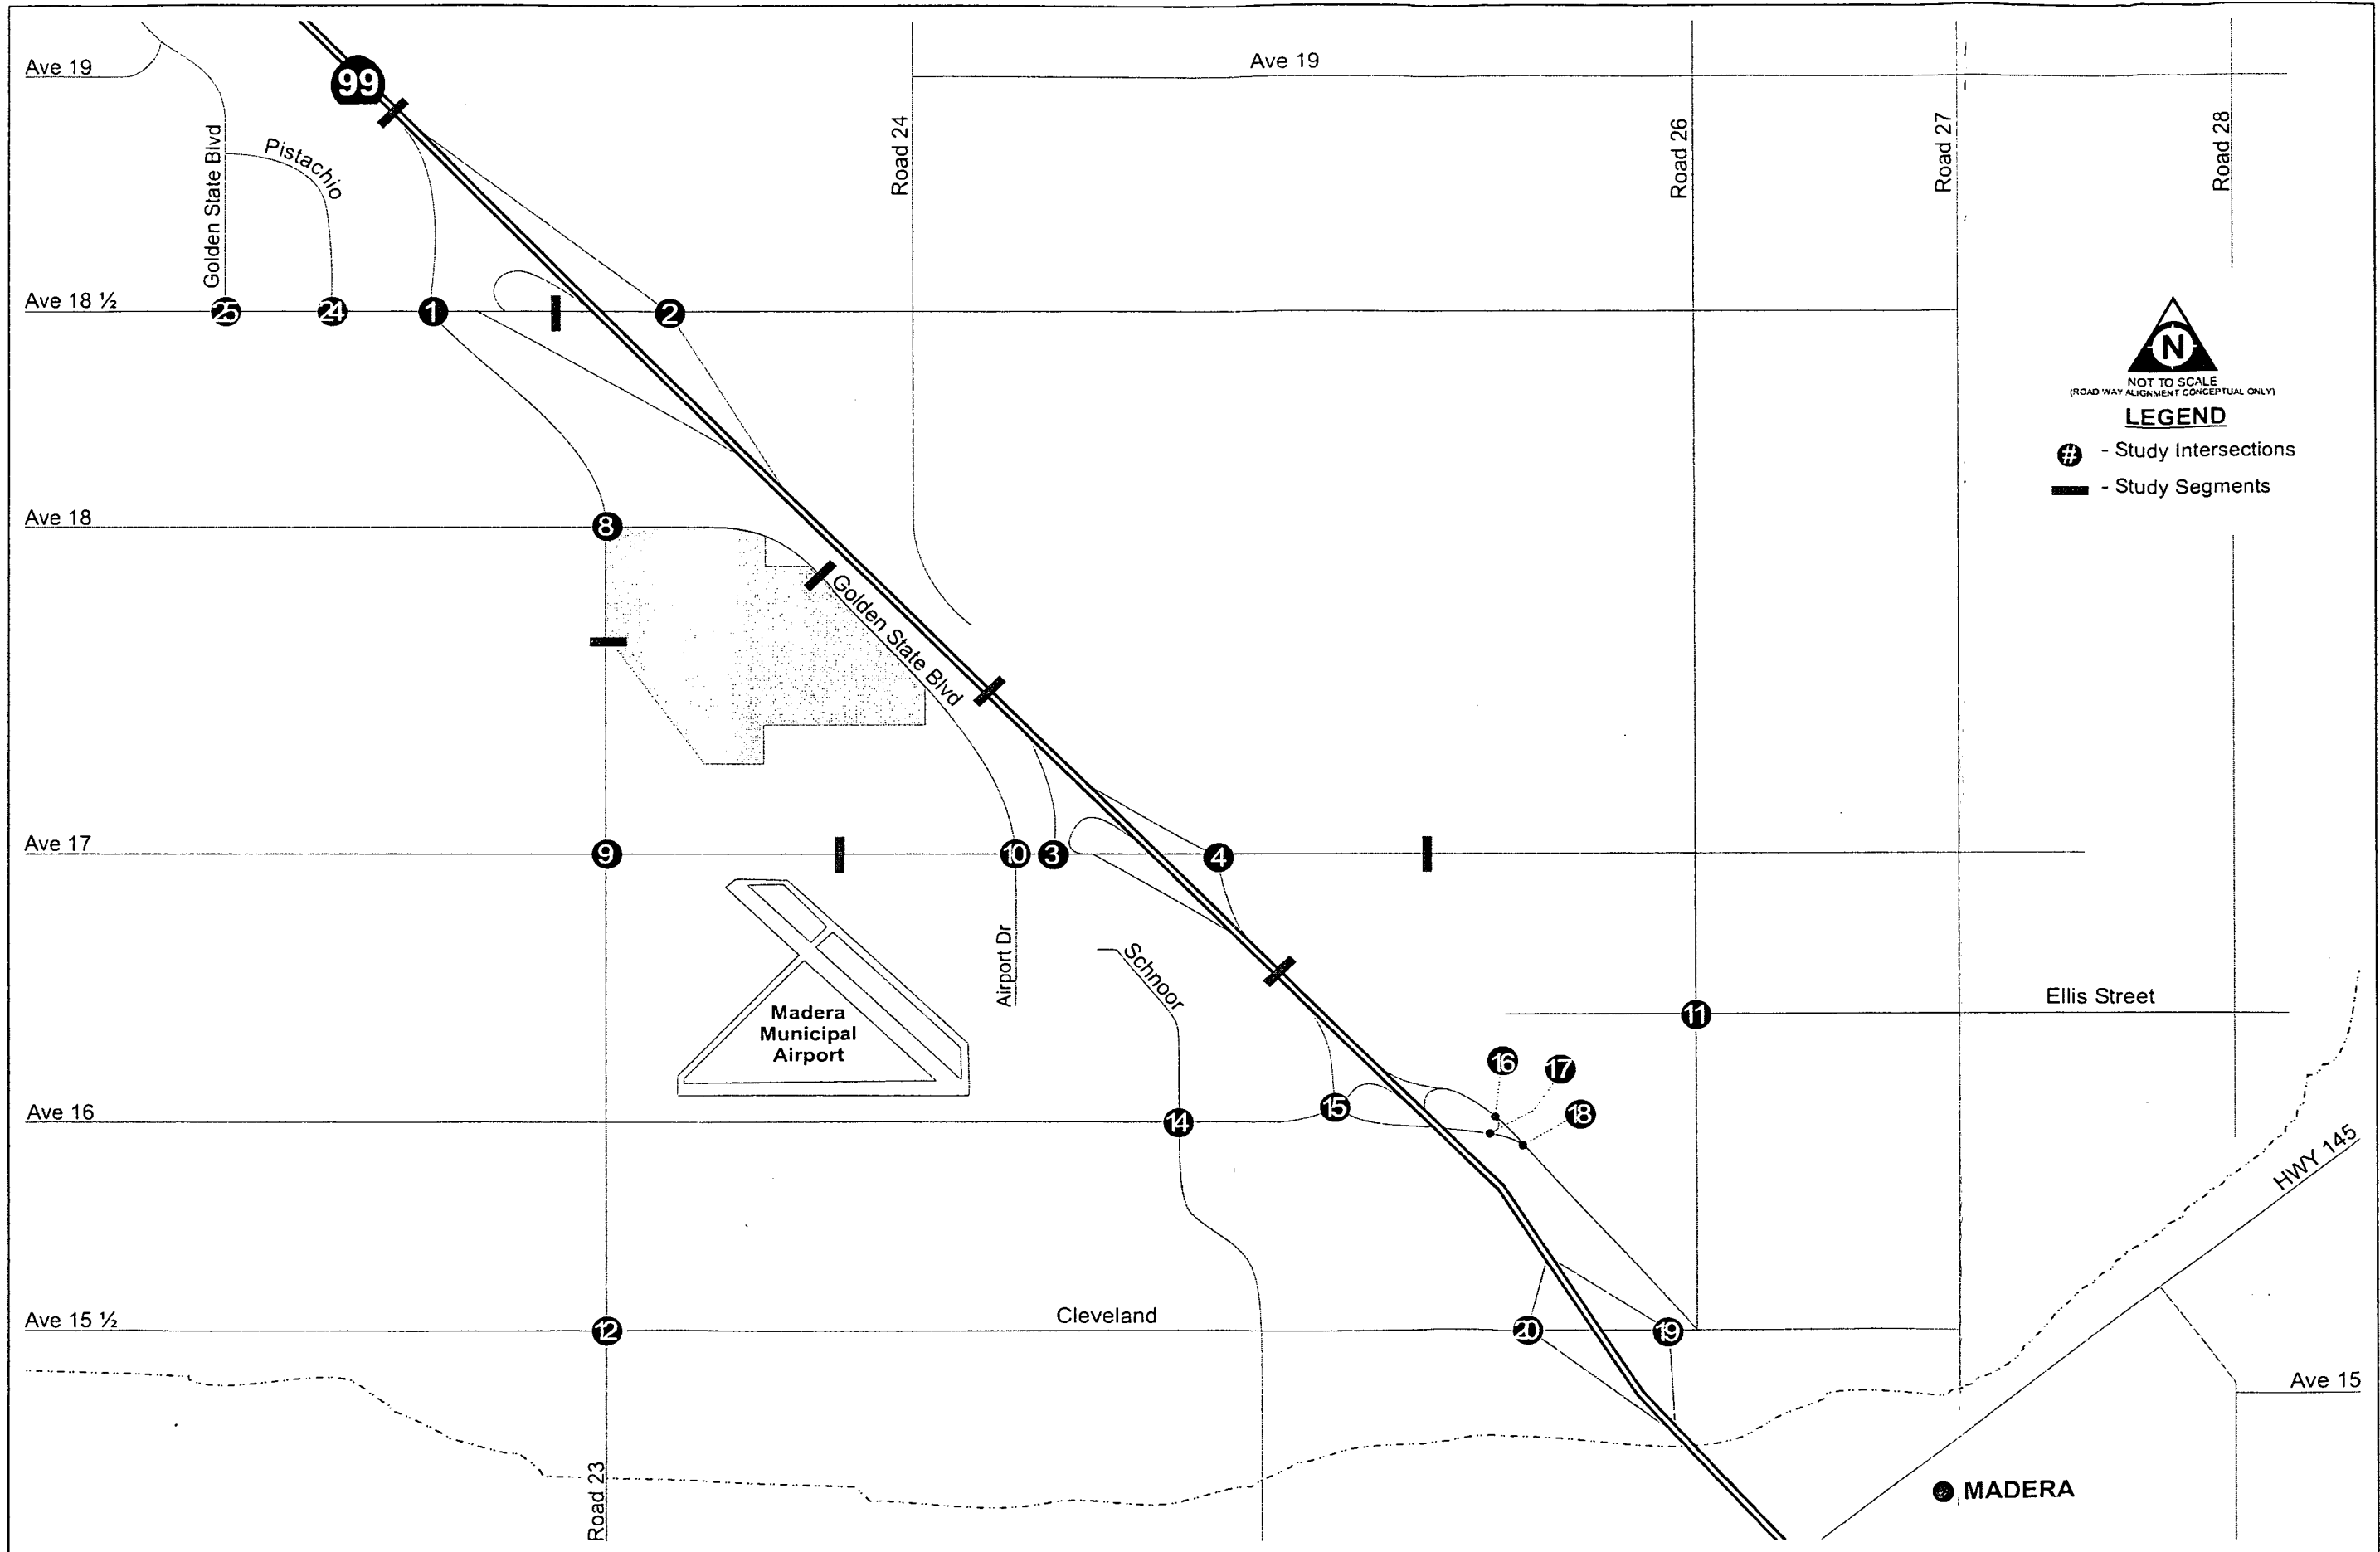 Ave 19
99
Ave 19
Golden State Blvd
Pistachio
Road 24
Road 26
Road 27
Road 28
Ave 18 ½
25
24
1
2
N
NOT TO SCALE
(ROADWAY ALIGNMENT CONCEPTUAL ONLY)
LEGEND
# - Study Intersections
- Study Segments
Ave 18
8
Golden State Blvd
Ave 17
9
10
3
4
Airport Dr
Schnoor
Madera
Municipal
Airport
11
Ellis Street
16
17
18
Ave 16
14
15
HWY 145
Ave 15 ½
12
Cleveland
20
19
Ave 15
Road 23
MADERA